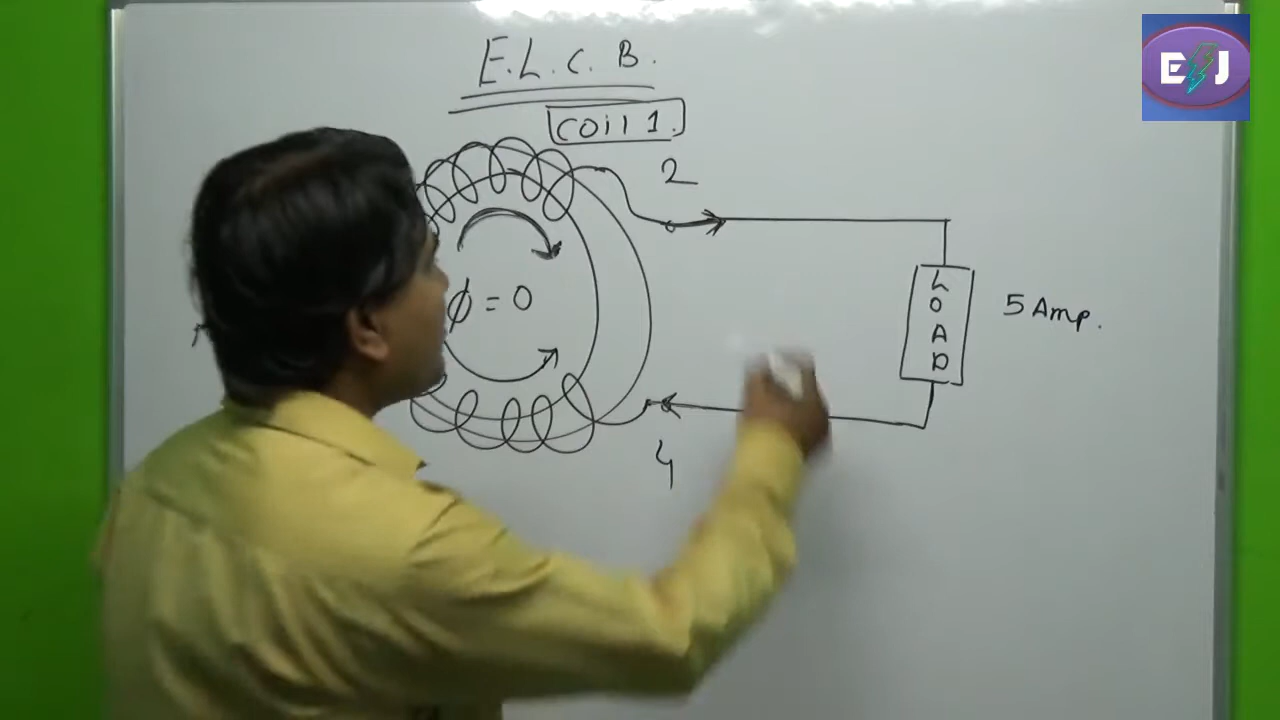 E.L.C.B.
E J
coil 1.
2
φ = 0
LOAD
5 Amp.
4